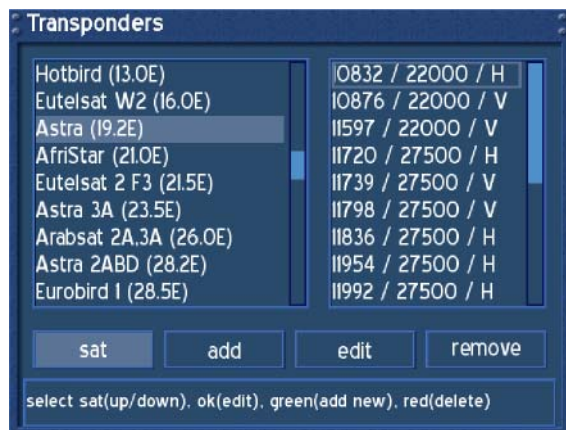 Transponders
Hotbird (13.0E)
Eutelsat W2 (16.0E)
Astra (19.2E)
AfriStar (21.0E)
Eutelsat 2 F3 (21.5E)
Astra 3A (23.5E)
Arabsat 2A,3A (26.0E)
Astra 2ABD (28.2E)
Eurobird 1 (28.5E)
10832 / 22000 / H
10876 / 22000 / V
11597 / 22000 / V
11720 / 27500 / H
11739 / 27500 / V
11798 / 27500 / V
11836 / 27500 / H
11954 / 27500 / H
11992 / 27500 / H
sat add edit remove
select sat(up/down), ok(edit), green(add new), red(delete)